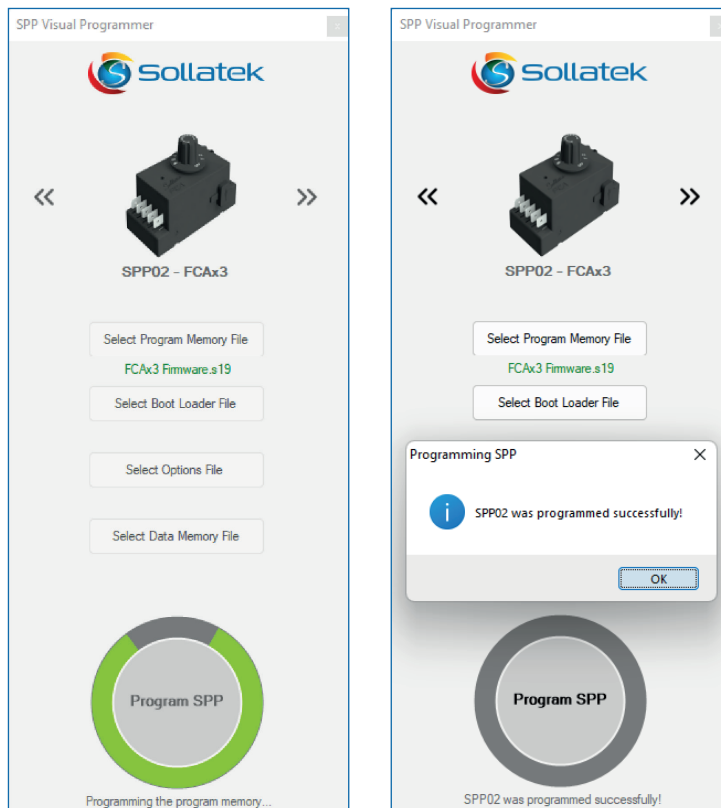 SPP Visual Programmer
Sollatek
SPP02 - FCAx3
Select Program Memory File
FCAx3 Firmware.s19
Select Boot Loader File
Select Options File
Select Data Memory File
Program SPP
Programming the program memory...
SPP Visual Programmer
Sollatek
SPP02 - FCAx3
Select Program Memory File
FCAx3 Firmware.s19
Select Boot Loader File
Programming SPP
SPP02 was programmed successfully!
OK
Program SPP
SPP02 was programmed successfully!